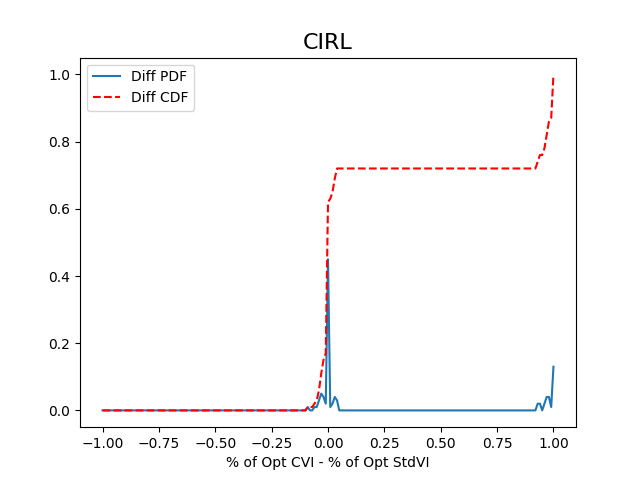 CIRL
Diff PDF
Diff CDF
1.0
0.8
0.6
0.4
0.2
0.0
−1.00 −0.75 −0.50 −0.25 0.00 0.25 0.50 0.75 1.00
% of Opt CVI - % of Opt StdVI